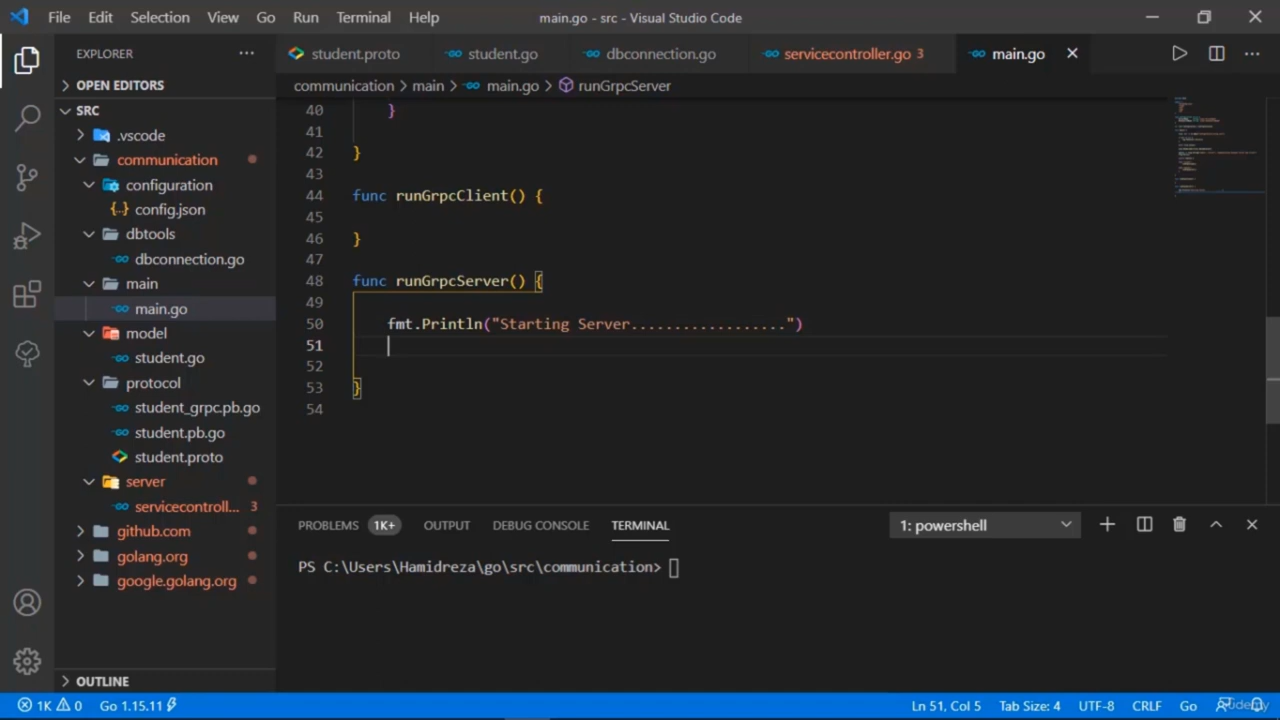 File Edit Selection View Go Run Terminal Help
main.go - src - Visual Studio Code
EXPLORER
OPEN EDITORS
SRC
.vscode
communication
configuration
config.json
dbtools
dbconnection.go
main
main.go
model
student.go
protocol
student_grpc.pb.go
student.pb.go
student.proto
server
servicecontroll... 3
github.com
golang.org
google.golang.org
OUTLINE
student.proto student.go dbconnection.go servicecontroller.go 3 main.go
communication > main > main.go > runGrpcServer
40 }
41
42 }
43
44 func runGrpcClient() {
45
46 }
47
48 func runGrpcServer() {
49
50 fmt.Println("Starting Server..................")
51
52
53 }
54
PROBLEMS 1K+ OUTPUT DEBUG CONSOLE TERMINAL 1: powershell
PS C:\Users\Hamidreza\go\src\communication>
1K 0 Go 1.15.11 Ln 51, Col 5 Tab Size: 4 UTF-8 CRLF Go